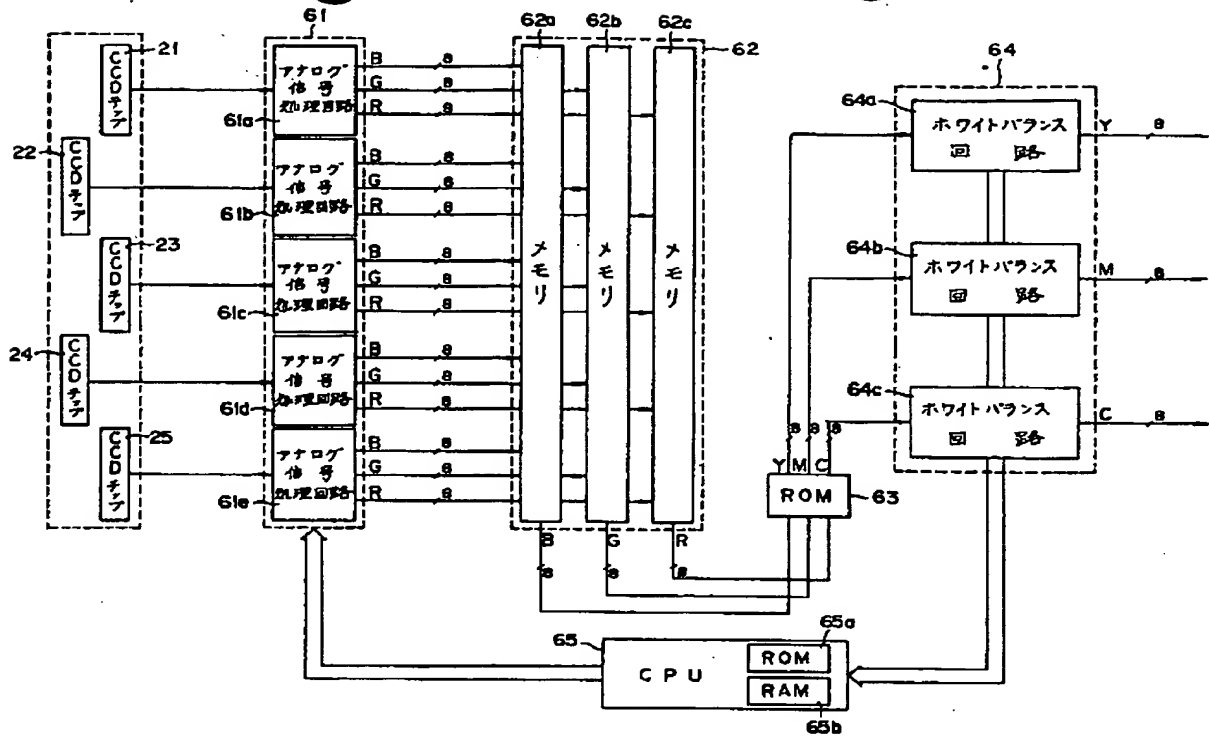 61
62a
62b
62c
62
64
21
CCDチップ
アナログ
信号
処理回路
61a
B 8
G 8
R 8
22
CCDチップ
アナログ
信号
処理回路
61b
B 8
G 8
R 8
23
CCDチップ
アナログ
信号
処理回路
61c
B 8
G 8
R 8
24
CCDチップ
アナログ
信号
処理回路
61d
B 8
G 8
R 8
25
CCDチップ
アナログ
信号
処理回路
61e
B 8
G 8
R 8
メモリ
メモリ
メモリ
B
G
R
8
8
8
64a
ホワイトバランス
回路
Y 8
64b
ホワイトバランス
回路
M 8
64c
ホワイトバランス
回路
C 8
8 8 8
Y M C
ROM
63
65
CPU
65a
ROM
RAM
65b